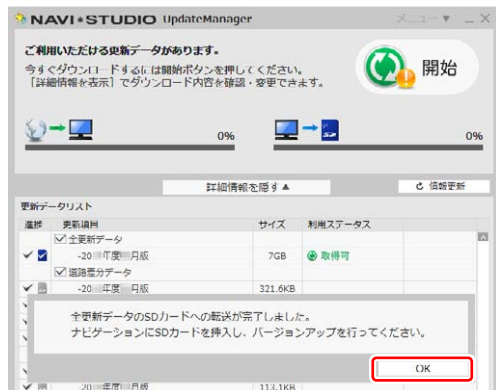 NAVI★STUDIO UpdateManager
メニュー ▼
ご利用いただける更新データがあります。
今すぐダウンロードするには開始ボタンを押してください。
[詳細情報を表示]でダウンロード内容を確認・変更できます。
開始
0%
0%
詳細情報を隠す▲
情報更新
更新データリスト
進捗 更新項目 サイズ 利用ステータス
全更新データ
-20 年度 月版 7GB 取得可
道路差分データ
-20 年度 月版 321.6KB
全更新データのSDカードへの転送が完了しました。
ナビゲーションにSDカードを挿入し、バージョンアップを行ってください。
OK
-20 年度 月版 113.1KB